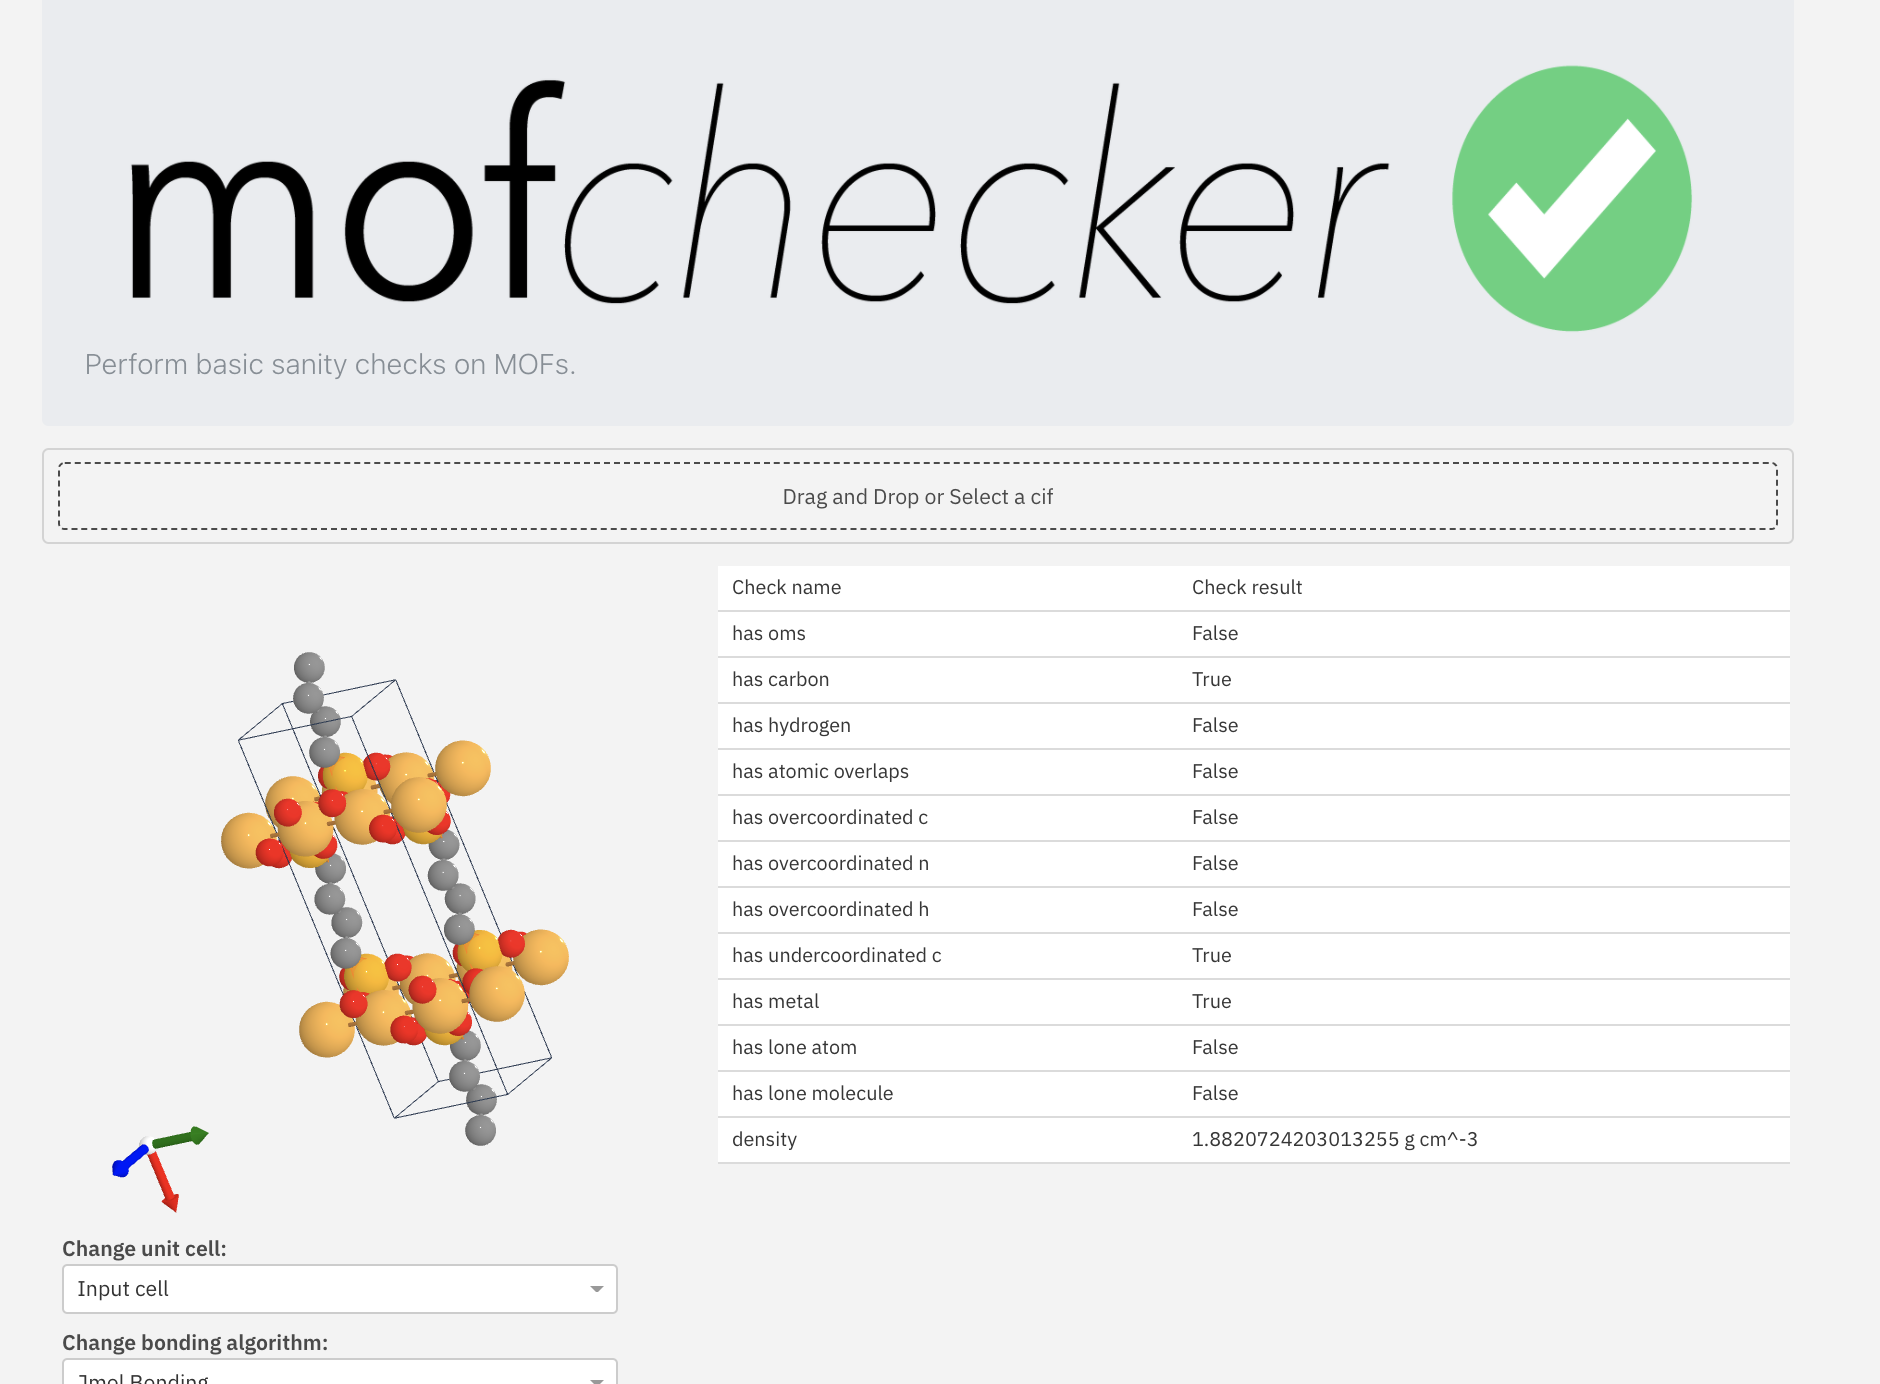 mofchecker
Perform basic sanity checks on MOFs.
Drag and Drop or Select a cif
Check name Check result
has oms False
has carbon True
has hydrogen False
has atomic overlaps False
has overcoordinated c False
has overcoordinated n False
has overcoordinated h False
has undercoordinated c True
has metal True
has lone atom False
has lone molecule False
density 1.8820724203013255 g cm^-3
Change unit cell:
Input cell
Change bonding algorithm:
Jmol Bonding